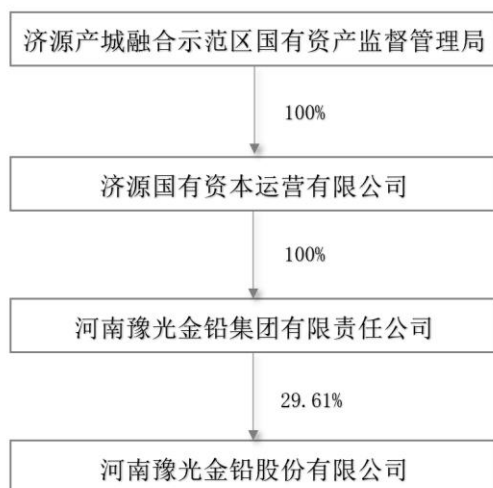 济源产城融合示范区国有资产监督管理局
100%
济源国有资本运营有限公司
100%
河南豫光金铅集团有限责任公司
29.61%
河南豫光金铅股份有限公司